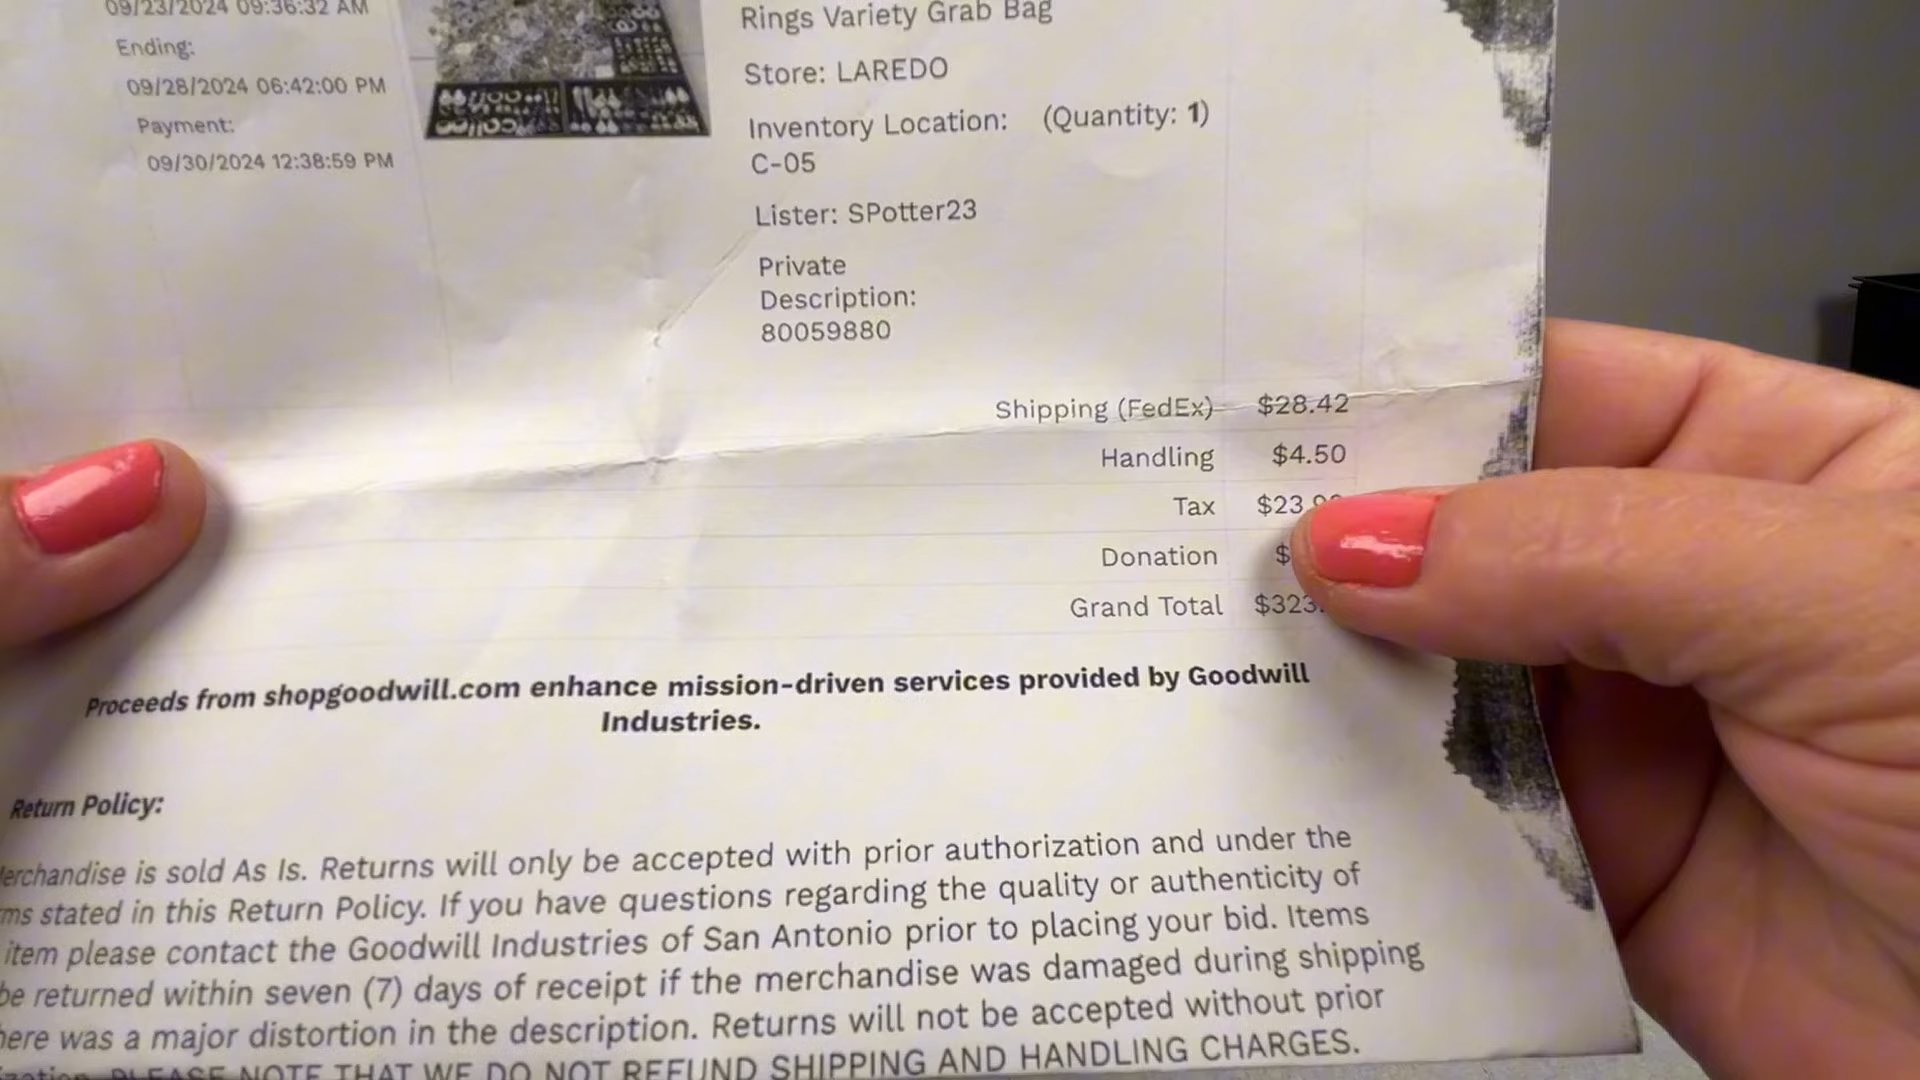 09/23/2024 09:36:32 AM
Ending:
09/28/2024 06:42:00 PM
Payment:
09/30/2024 12:38:59 PM
Rings Variety Grab Bag
Store: LAREDO
Inventory Location: (Quantity: 1)
C-05
Lister: SPotter23
Private
Description:
80059880
Shipping (FedEx) $28.42
Handling $4.50
Tax $23
Donation $
Grand Total $323.
Proceeds from shopgoodwill.com enhance mission-driven services provided by Goodwill
Industries.
Return Policy:
is sold As Is. Returns will only be accepted with prior authorization and under the
stated in this Return Policy. If you have questions regarding the quality or authenticity of
item please contact the Goodwill Industries of San Antonio prior to placing your bid. Items
be returned within seven (7) days of receipt if the merchandise was damaged during shipping
was a major distortion in the description. Returns will not be accepted without prior
PLEASE NOTE THAT WE DO NOT REFUND SHIPPING AND HANDLING CHARGES.